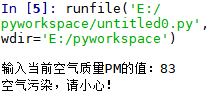 In [5]: runfile('E:/
pyworkspace/untitled0.py',
wdir='E:/pyworkspace')
输入当前空气质量PM的值：83
空气污染，请小心！